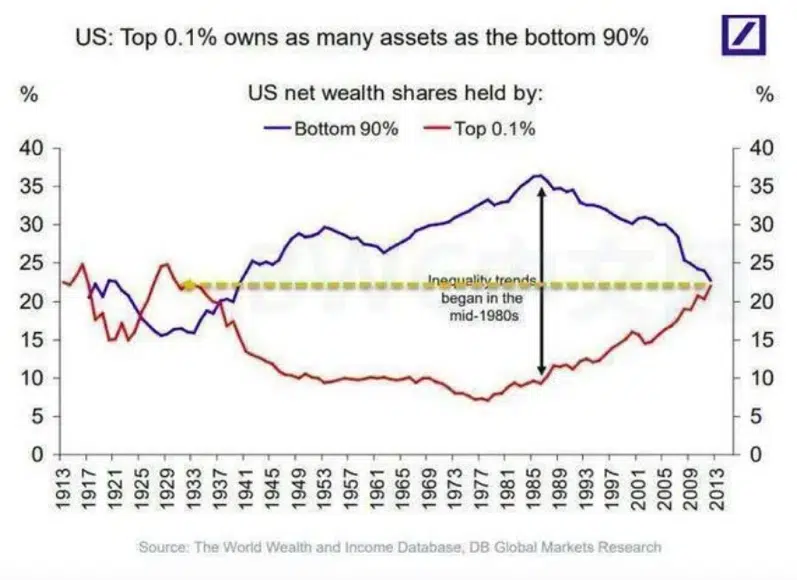 US: Top 0.1% owns as many assets as the bottom 90%
% US net wealth shares held by: %
Bottom 90% Top 0.1%
40 40
35 35
30 30
25 25
20 20
15 15
10 10
5 5
0 0
Inequality trends
began in the
mid-1980s
1913 1917 1921 1925 1929 1933 1937 1941 1945 1949 1953 1957 1961 1965 1969 1973 1977 1981 1985 1989 1993 1997 2001 2005 2009 2013
Source: The World Wealth and Income Database, DB Global Markets Research